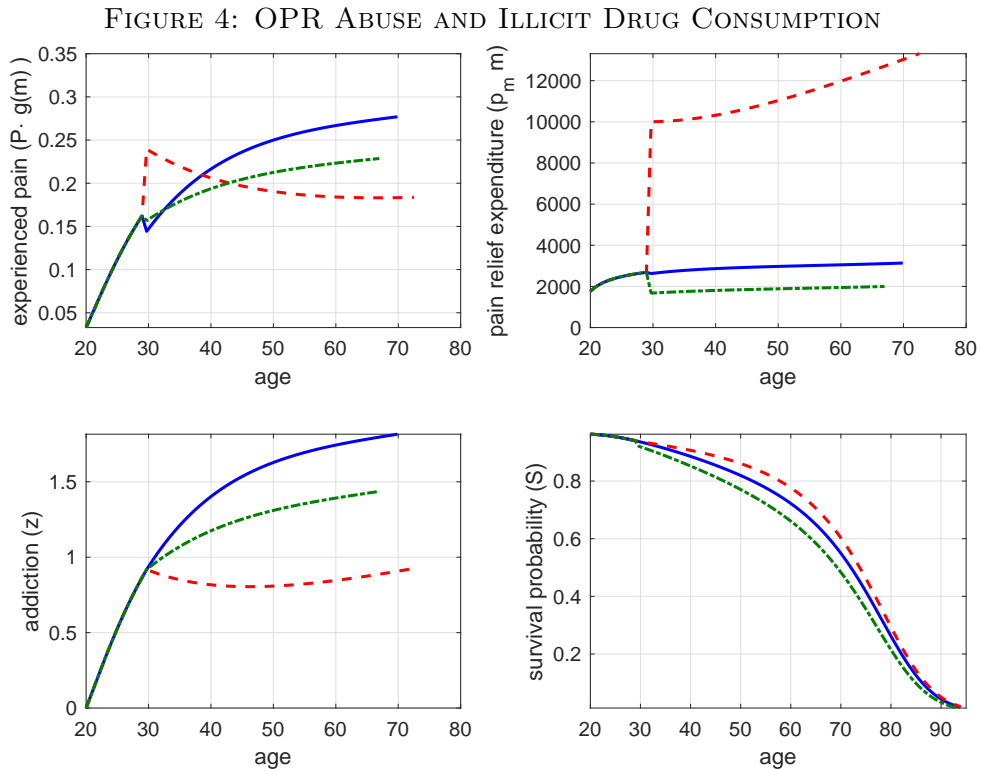 FIGURE 4: OPR ABUSE AND ILLICIT DRUG CONSUMPTION
experienced pain (P· g(m) )
0.35
0.3
0.25
0.2
0.15
0.1
0.05
20 30 40 50 60 70 80
age
pain relief expenditure (p_m m)
12000
10000
8000
6000
4000
2000
0
20 30 40 50 60 70 80
age
addiction (z)
1.5
1
0.5
0
20 30 40 50 60 70 80
age
survival probability (S)
0.8
0.6
0.4
0.2
20 30 40 50 60 70 80 90
age